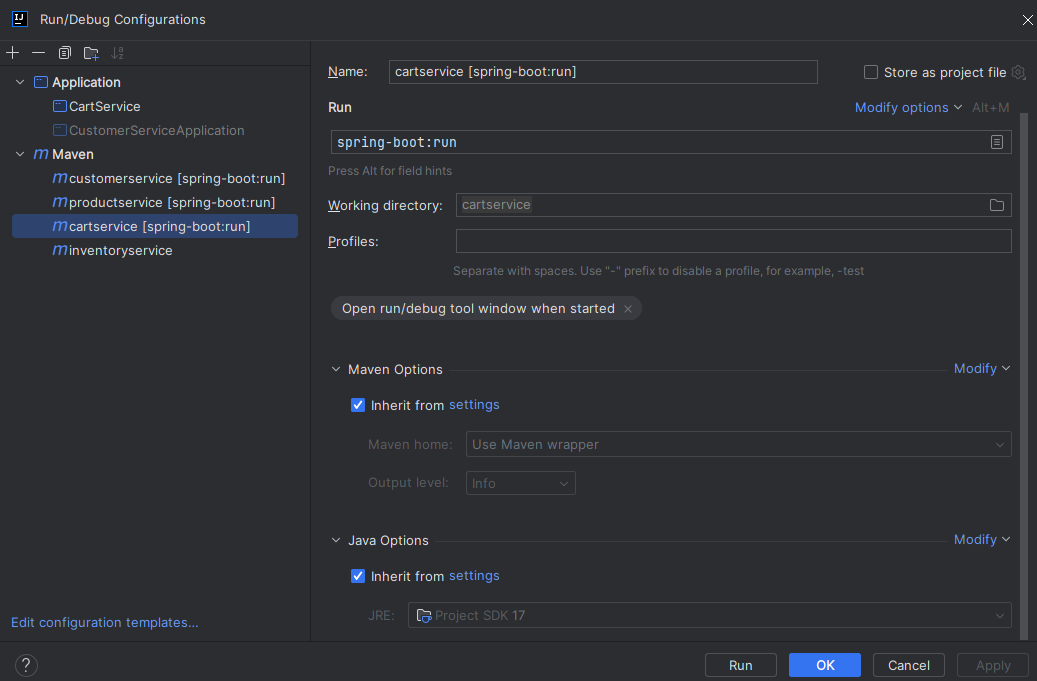 Run/Debug Configurations
Application
CartService
CustomerServiceApplication
Maven
customerservice [spring-boot:run]
productservice [spring-boot:run]
cartservice [spring-boot:run]
inventoryservice
Edit configuration templates...
Name: cartservice [spring-boot:run] Store as project file
Run Modify options Alt+M
spring-boot:run
Press Alt for field hints
Working directory: cartservice
Profiles:
Separate with spaces. Use "-" prefix to disable a profile, for example, -test
Open run/debug tool window when started
Maven Options Modify
Inherit from settings
Maven home: Use Maven wrapper
Output level: Info
Java Options Modify
Inherit from settings
JRE: Project SDK 17
? Run OK Cancel Apply